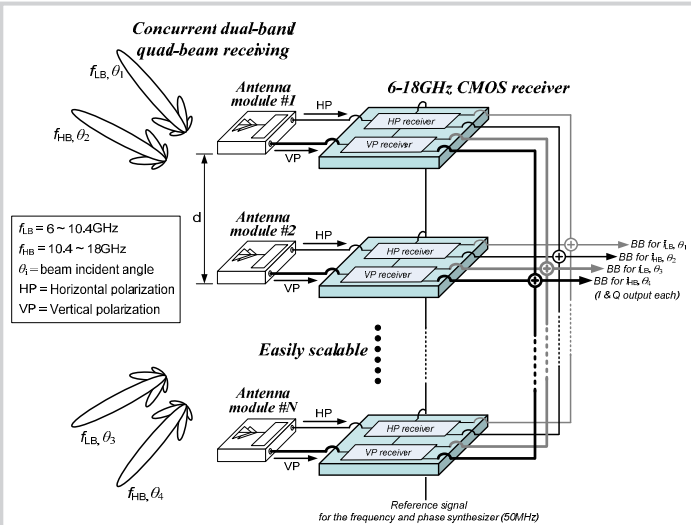 Concurrent dual-band
quad-beam receiving
fLB, θ1
fHB, θ2
Antenna
module #1
HP
VP
6-18GHz CMOS receiver
HP receiver
VP receiver
d
fLB = 6 ~ 10.4GHz
fHB = 10.4 ~ 18GHz
θi = beam incident angle
HP = Horizontal polarization
VP = Vertical polarization
Antenna
module #2
HP
VP
HP receiver
VP receiver
BB for fLB, θ1
BB for fHB, θ2
BB for fLB, θ3
BB for fHB, θ4
(I & Q output each)
Easily scalable
fLB, θ3
fHB, θ4
Antenna
module #N
HP
VP
HP receiver
VP receiver
Reference signal
for the frequency and phase synthesizer (50MHz)